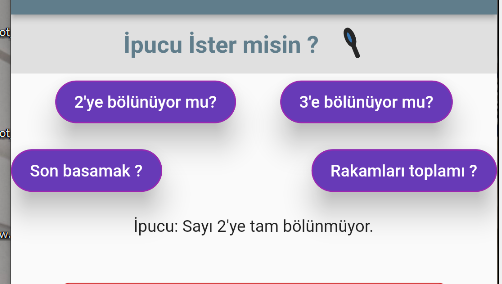 İpucu İster misin ?
2'ye bölünüyor mu? 3'e bölünüyor mu?
Son basamak ? Rakamları toplamı ?
İpucu: Sayı 2'ye tam bölünmüyor.